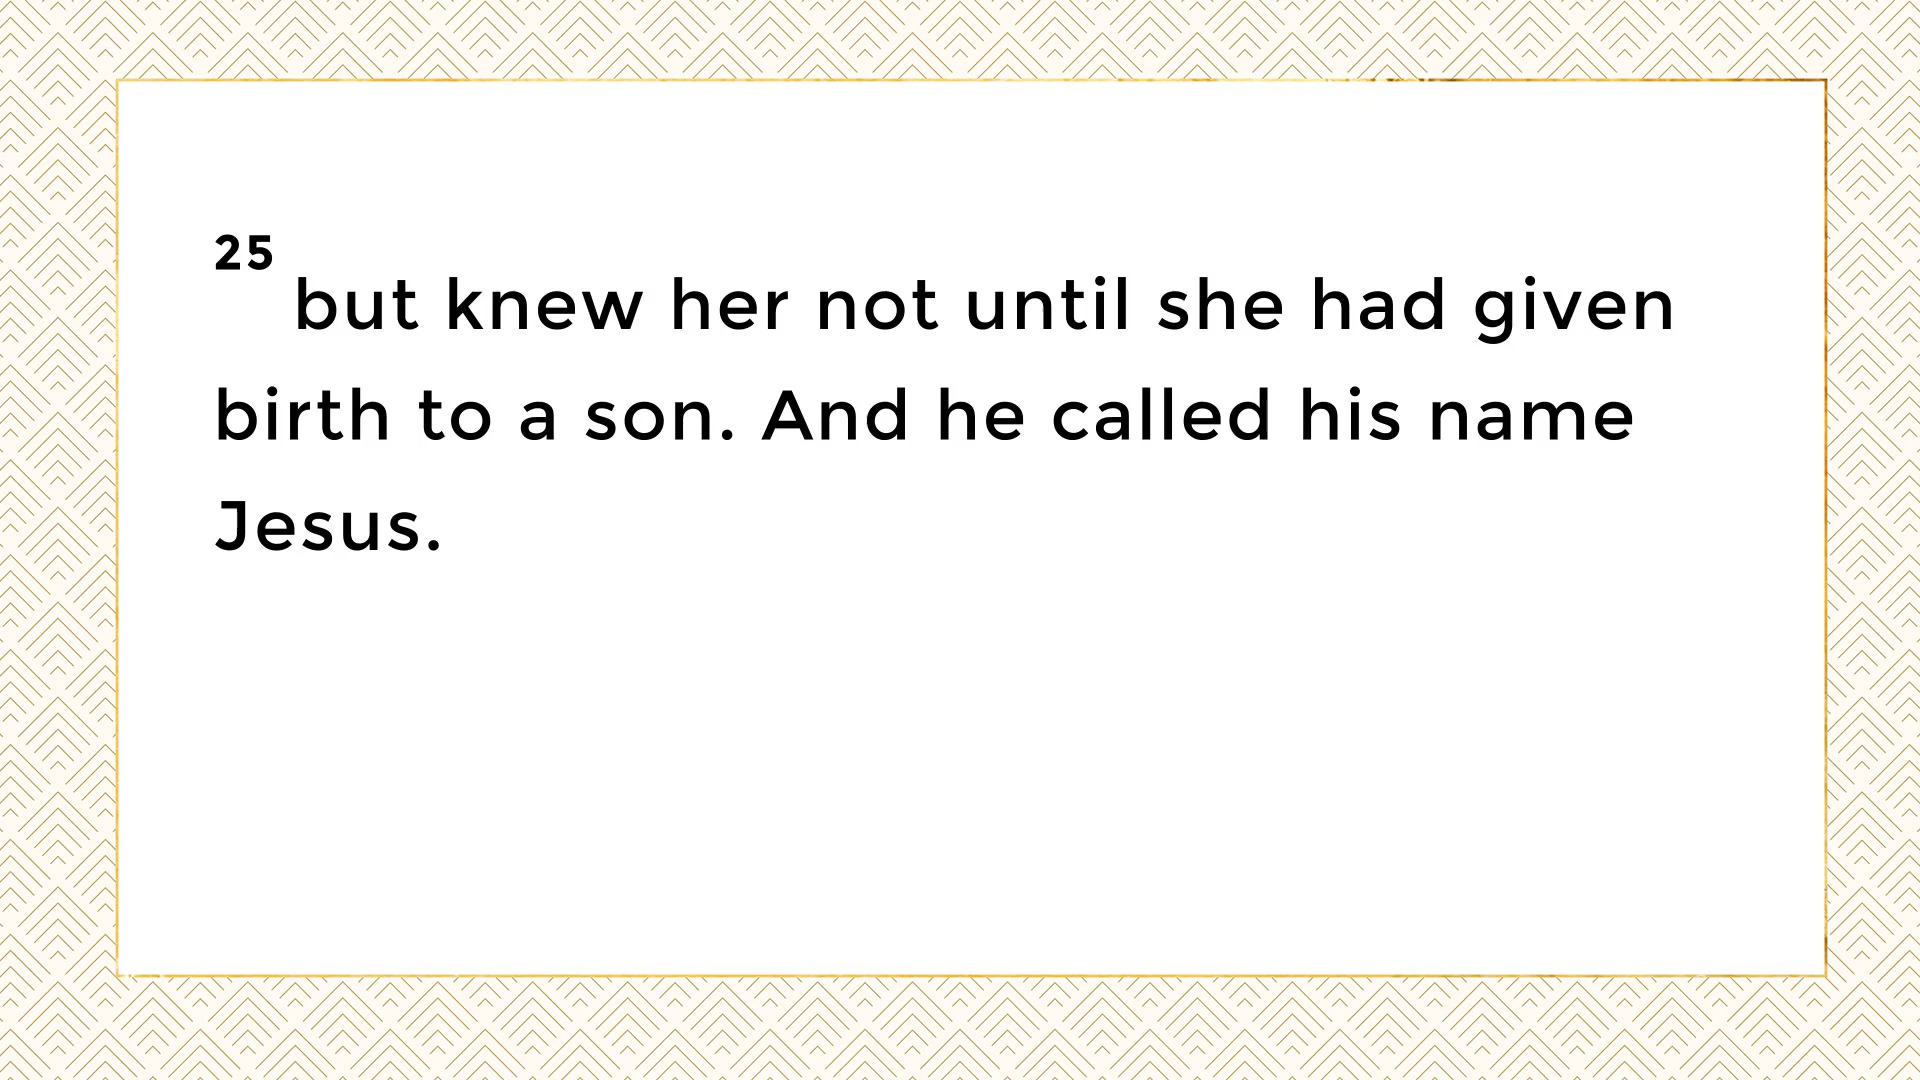 25 but knew her not until she had given
birth to a son. And he called his name
Jesus.